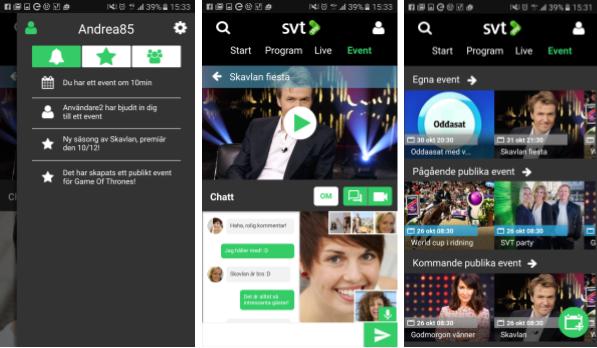 39% 15:33
Andrea85
Du har ett event om 10min
Användare2 har bjudit in dig
till ett event
Ny säsong av Skavlan, premiär
den 10/12!
Det har skapats ett publikt event
för Game Of Thrones!
Ch
39% 15:33
svt
Start Program Live Event
Skavlan fiesta
Chatt
OM
Haha, rolig kommentar!
Jag håller med! :D
Skavlan är bra :D
Det är alltid så
intressanta gäster!
39% 15:31
svt
Start Program Live Event
Egna event
Oddasat
30 okt 20:30
Oddaasat med v...
31 okt 21:30
Skavlan fiesta
Pågående publika event
26 okt 08:30
World cup i ridning
26 okt 08:30
SVT party
G
Kommande publika event
26 okt 08:30
Godmorgon vänner
26 okt 08:30
Skavlan